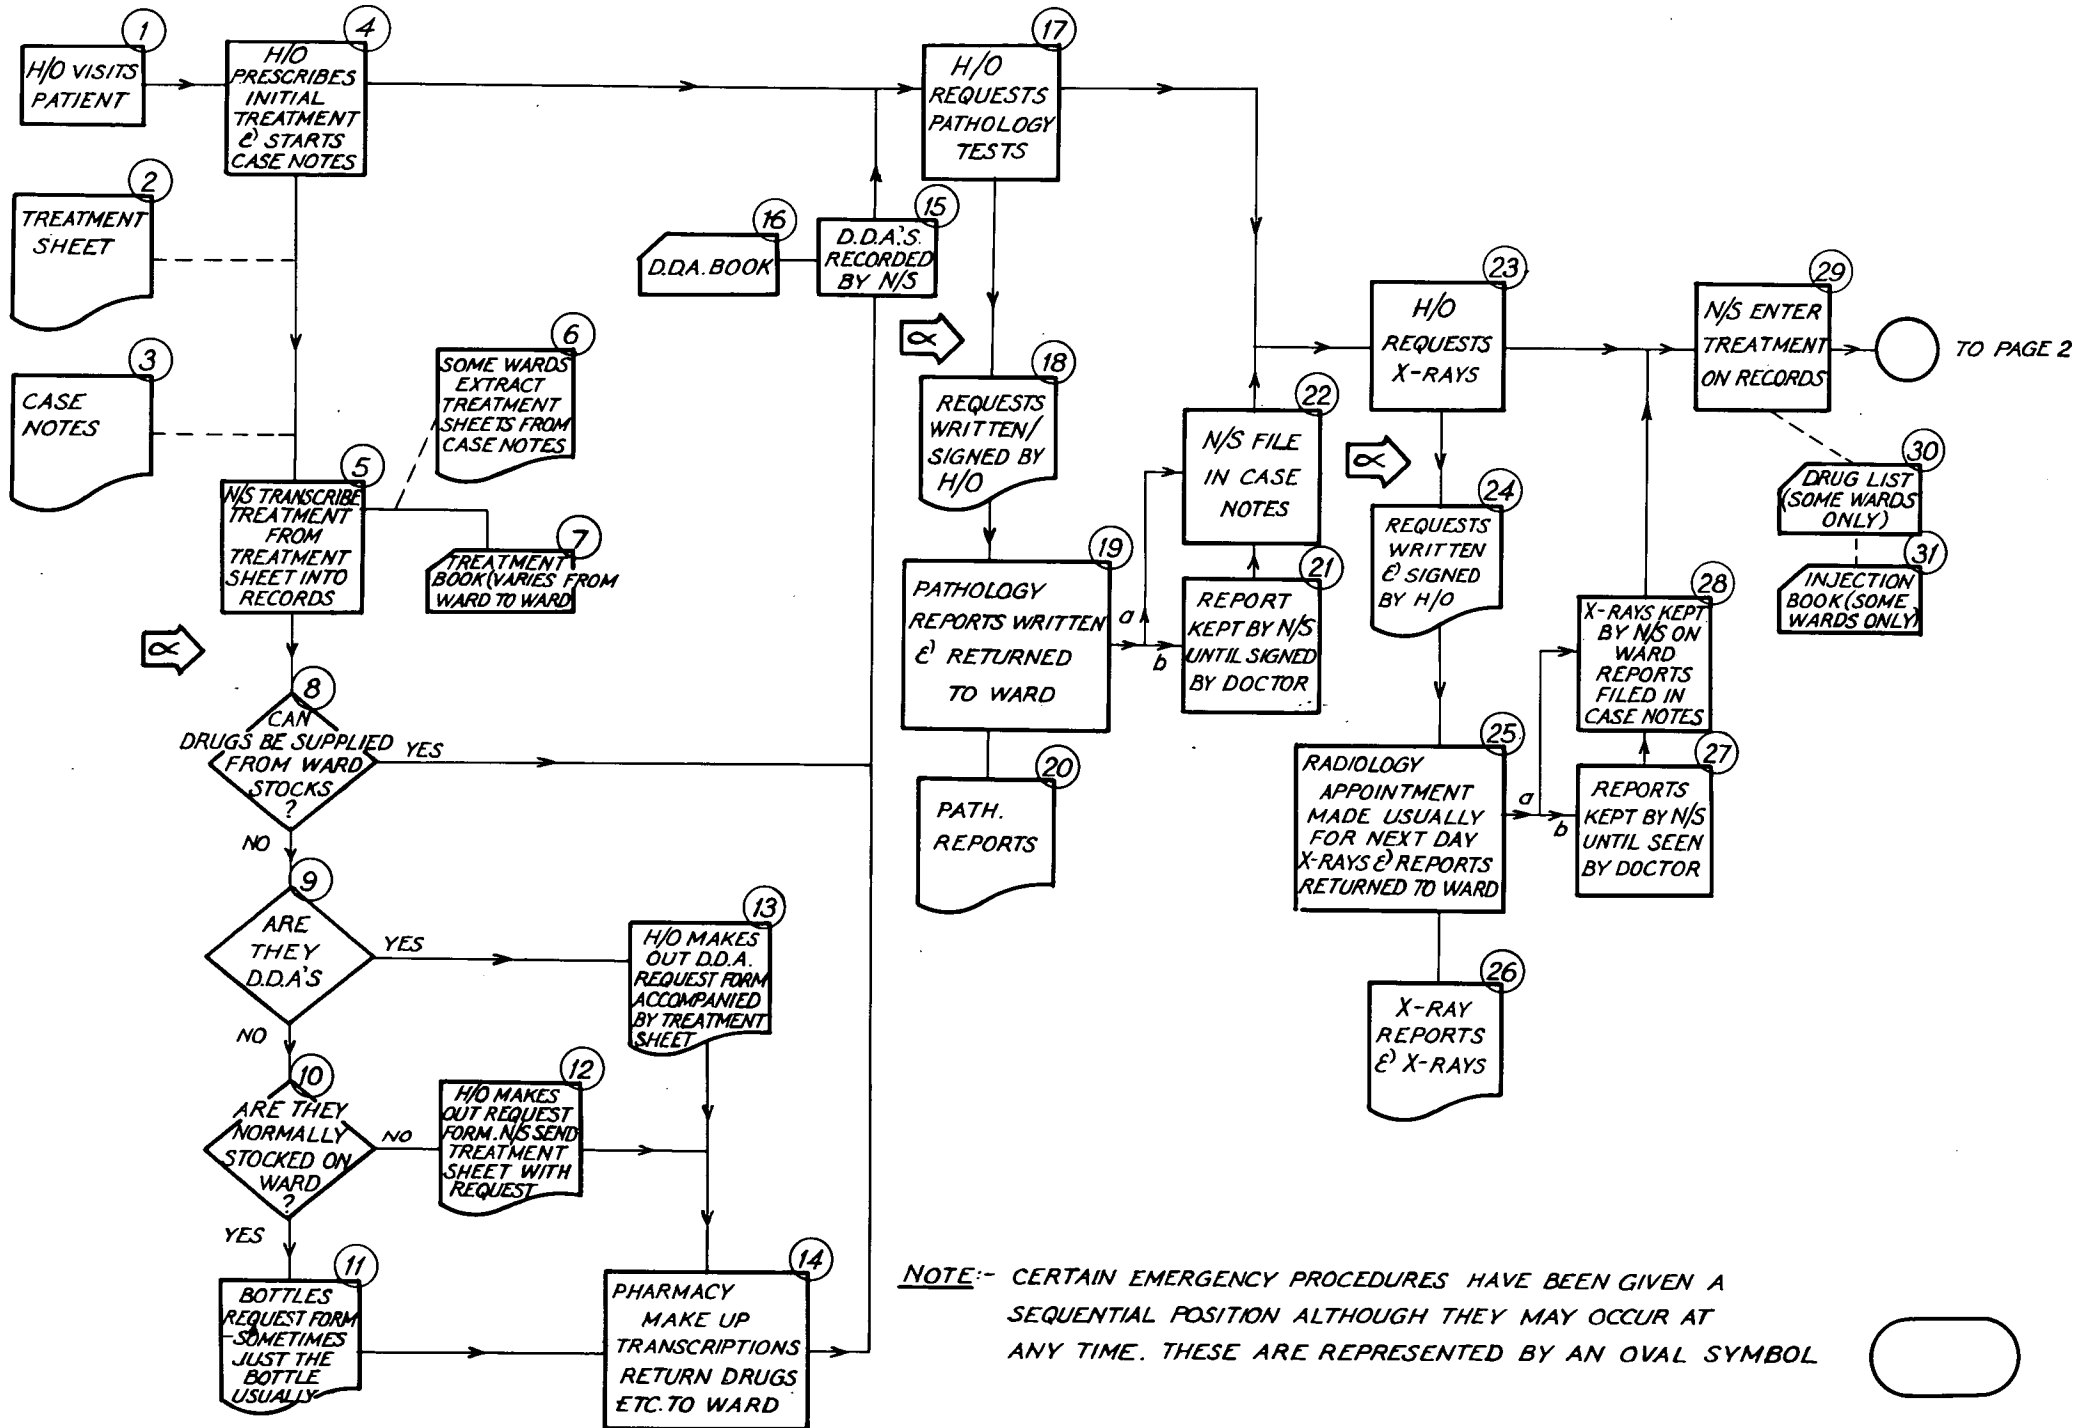 1
H/O VISITS
PATIENT
4
H/O
PRESCRIBES
INITIAL
TREATMENT
& STARTS
CASE NOTES
2
TREATMENT
SHEET
3
CASE
NOTES
5
N/S TRANSCRIBE
TREATMENT
FROM
TREATMENT
SHEET INTO
RECORDS
6
SOME WARDS
EXTRACT
TREATMENT
SHEETS FROM
CASE NOTES
7
TREATMENT
BOOK (VARIES FROM
WARD TO WARD
∝
8
CAN
DRUGS BE SUPPLIED
FROM WARD
STOCKS
?
YES
NO
9
ARE
THEY
D.D.A'S
YES
NO
10
ARE THEY
NORMALLY
STOCKED ON
WARD
?
NO
YES
11
BOTTLES
REQUEST FORM
-SOMETIMES
JUST THE
BOTTLE
USUALLY
12
H/O MAKES
OUT REQUEST
FORM. N/S SEND
TREATMENT
SHEET WITH
REQUEST
13
H/O MAKES
OUT D.D.A.
REQUEST FORM
ACCOMPANIED
BY TREATMENT
SHEET
14
PHARMACY
MAKE UP
TRANSCRIPTIONS
RETURN DRUGS
ETC. TO WARD
15
D.D.A'S.
RECORDED
BY N/S
16
D.D.A. BOOK
17
H/O
REQUESTS
PATHOLOGY
TESTS
∝
18
REQUESTS
WRITTEN/
SIGNED BY
H/O
19
PATHOLOGY
REPORTS WRITTEN
& RETURNED
TO WARD
a
b
20
PATH.
REPORTS
21
REPORT
KEPT BY N/S
UNTIL SIGNED
BY DOCTOR
22
N/S FILE
IN CASE
NOTES
23
H/O
REQUESTS
X-RAYS
∝
24
REQUESTS
WRITTEN
& SIGNED
BY H/O
25
RADIOLOGY
APPOINTMENT
MADE USUALLY
FOR NEXT DAY
X-RAYS & REPORTS
RETURNED TO WARD
a
b
26
X-RAY
REPORTS
& X-RAYS
27
REPORTS
KEPT BY N/S
UNTIL SEEN
BY DOCTOR
28
X-RAYS KEPT
BY N/S ON
WARD
REPORTS
FILED IN
CASE NOTES
29
N/S ENTER
TREATMENT
ON RECORDS
TO PAGE 2
30
DRUG LIST
(SOME WARDS
ONLY)
31
INJECTION
BOOK (SOME
WARDS ONLY)
NOTE:- CERTAIN EMERGENCY PROCEDURES HAVE BEEN GIVEN A
SEQUENTIAL POSITION ALTHOUGH THEY MAY OCCUR AT
ANY TIME. THESE ARE REPRESENTED BY AN OVAL SYMBOL